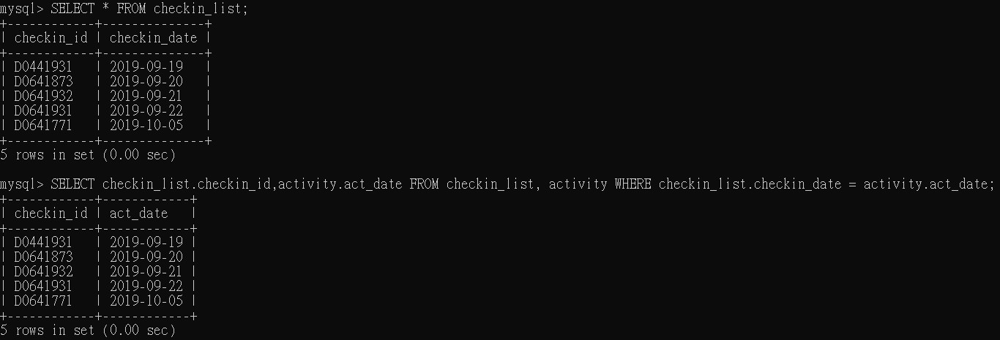 mysql> SELECT * FROM checkin_list;
+------------+--------------+
| checkin_id | checkin_date |
+------------+--------------+
| D0441931   | 2019-09-19   |
| D0641873   | 2019-09-20   |
| D0641932   | 2019-09-21   |
| D0641931   | 2019-09-22   |
| D0641771   | 2019-10-05   |
+------------+--------------+
5 rows in set (0.00 sec)

mysql> SELECT checkin_list.checkin_id,activity.act_date FROM checkin_list, activity WHERE checkin_list.checkin_date = activity.act_date;
+------------+------------+
| checkin_id | act_date   |
+------------+------------+
| D0441931   | 2019-09-19 |
| D0641873   | 2019-09-20 |
| D0641932   | 2019-09-21 |
| D0641931   | 2019-09-22 |
| D0641771   | 2019-10-05 |
+------------+------------+
5 rows in set (0.00 sec)